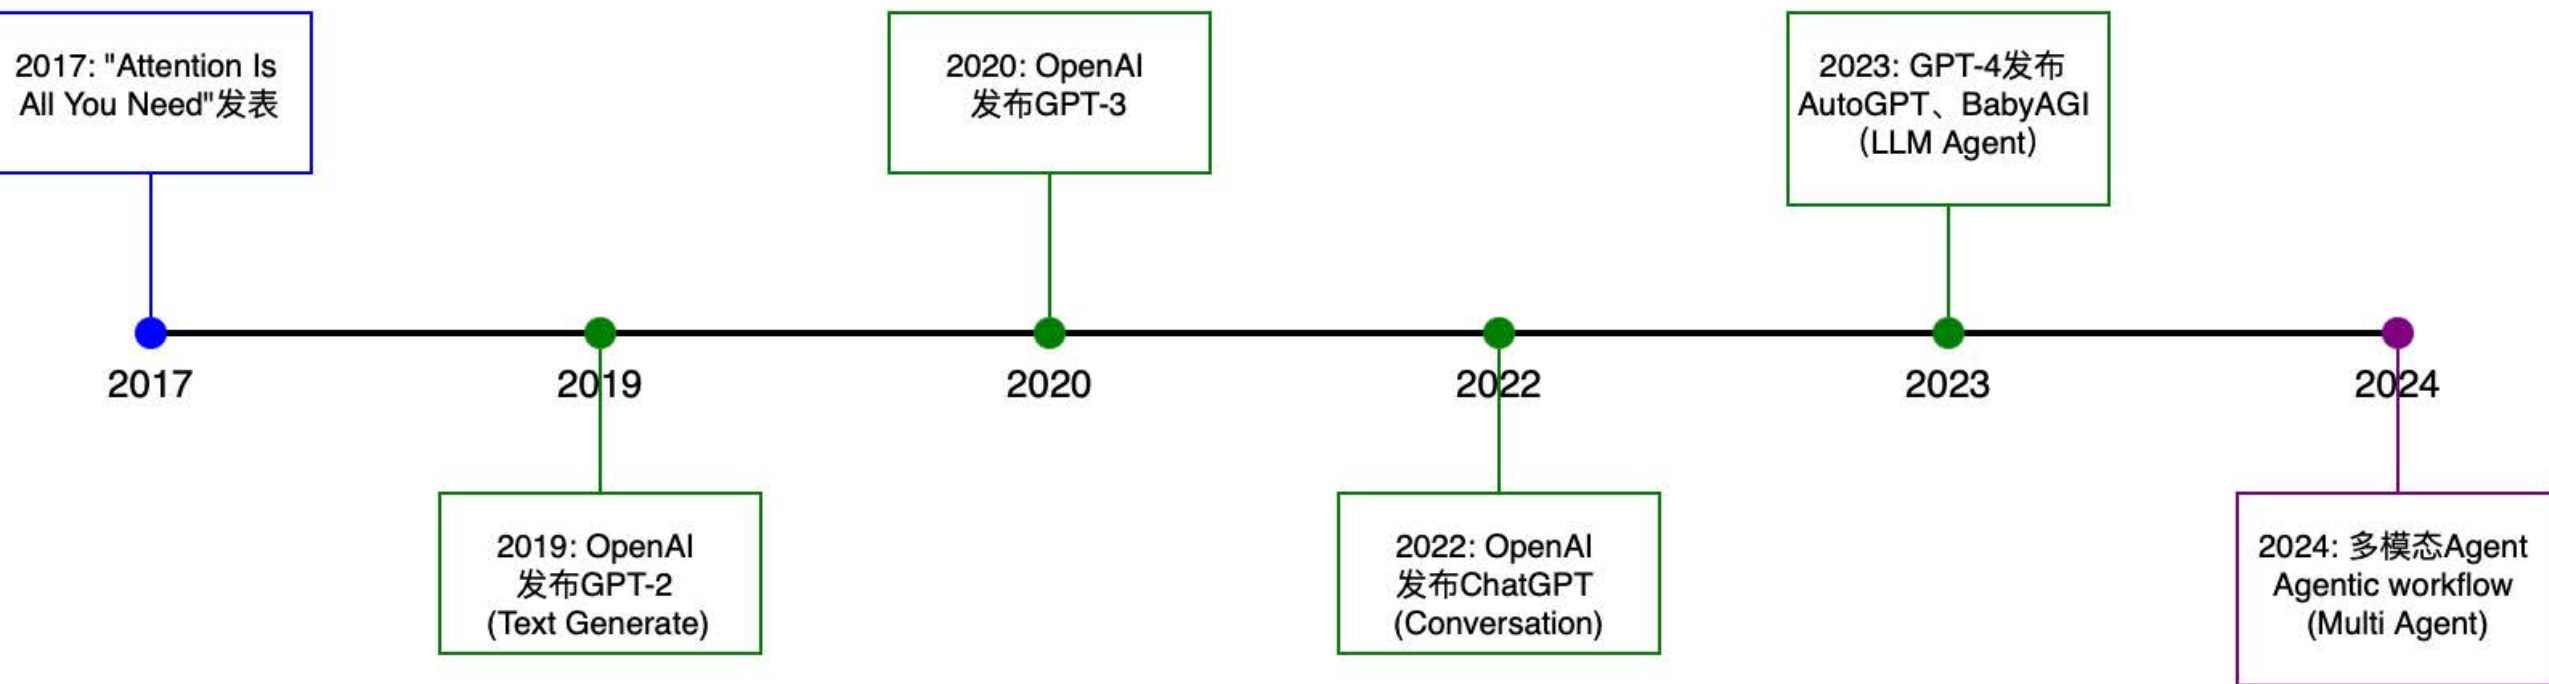 2017: "Attention Is
All You Need"发表
2020: OpenAI
发布GPT-3
2023: GPT-4发布
AutoGPT、BabyAGI
(LLM Agent)
2017
2019
2020
2022
2023
2024
2019: OpenAI
发布GPT-2
(Text Generate)
2022: OpenAI
发布ChatGPT
(Conversation)
2024: 多模态Agent
Agentic workflow
(Multi Agent)